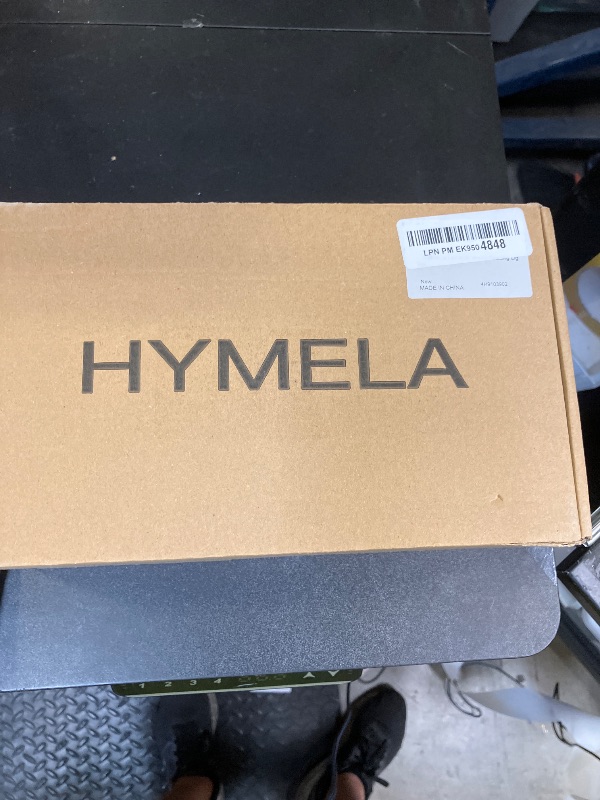 LPN PM EK9504848
New
MADE IN CHINA
HYMELA
1 2 3 4